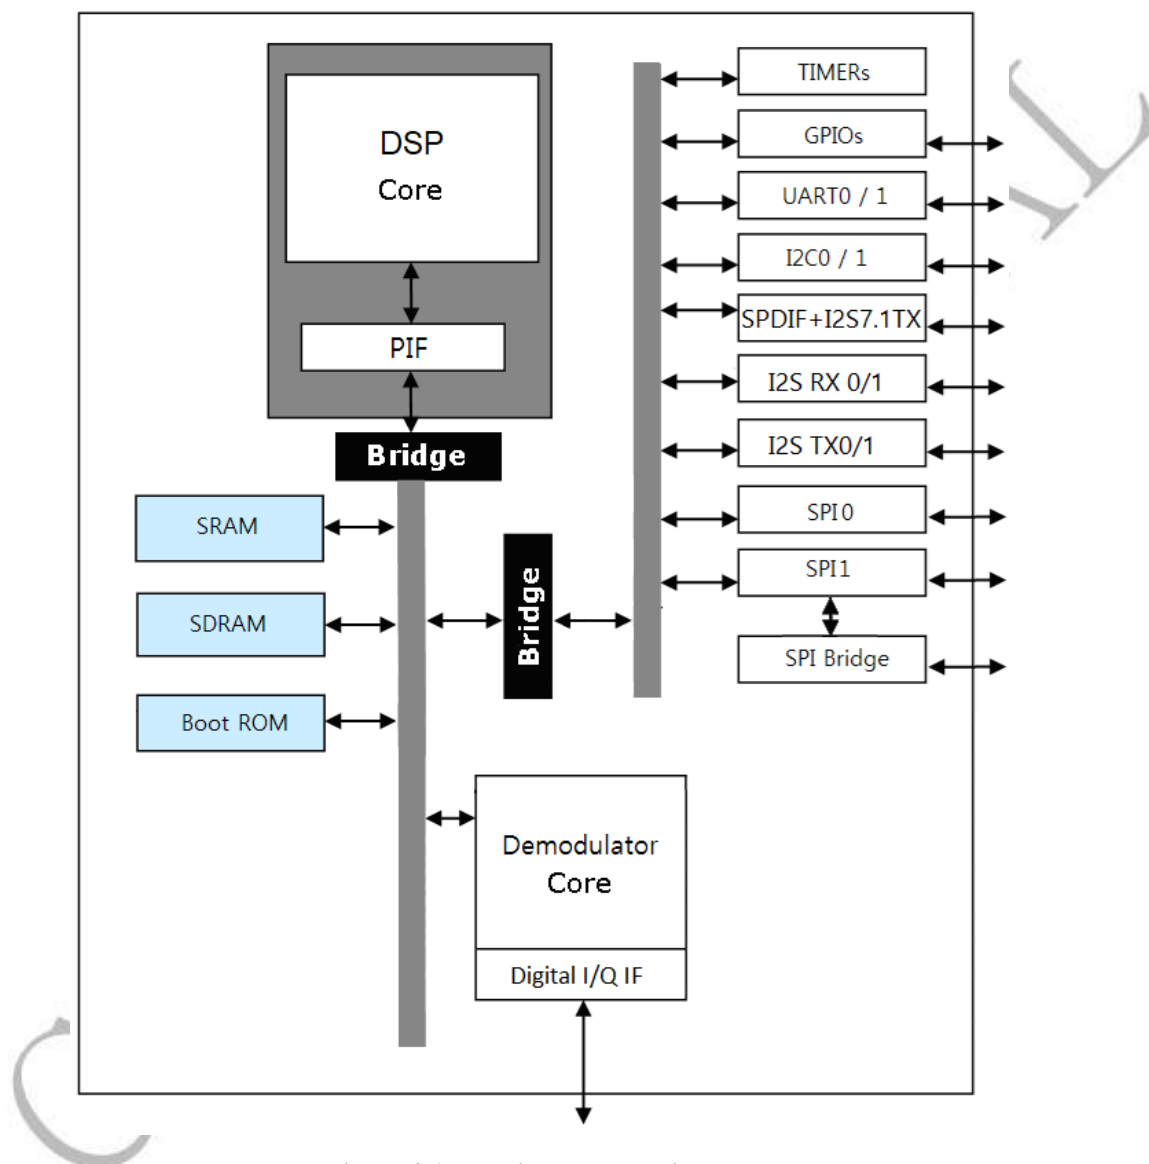 DSP
Core
PIF
Bridge
SRAM
SDRAM
Boot ROM
Bridge
TIMERs
GPIOs
UART0 / 1
I2C0 / 1
SPDIF+I2S7.1TX
I2S RX 0/1
I2S TX0/1
SPI0
SPI1
SPI Bridge
Demodulator
Core
Digital I/Q IF